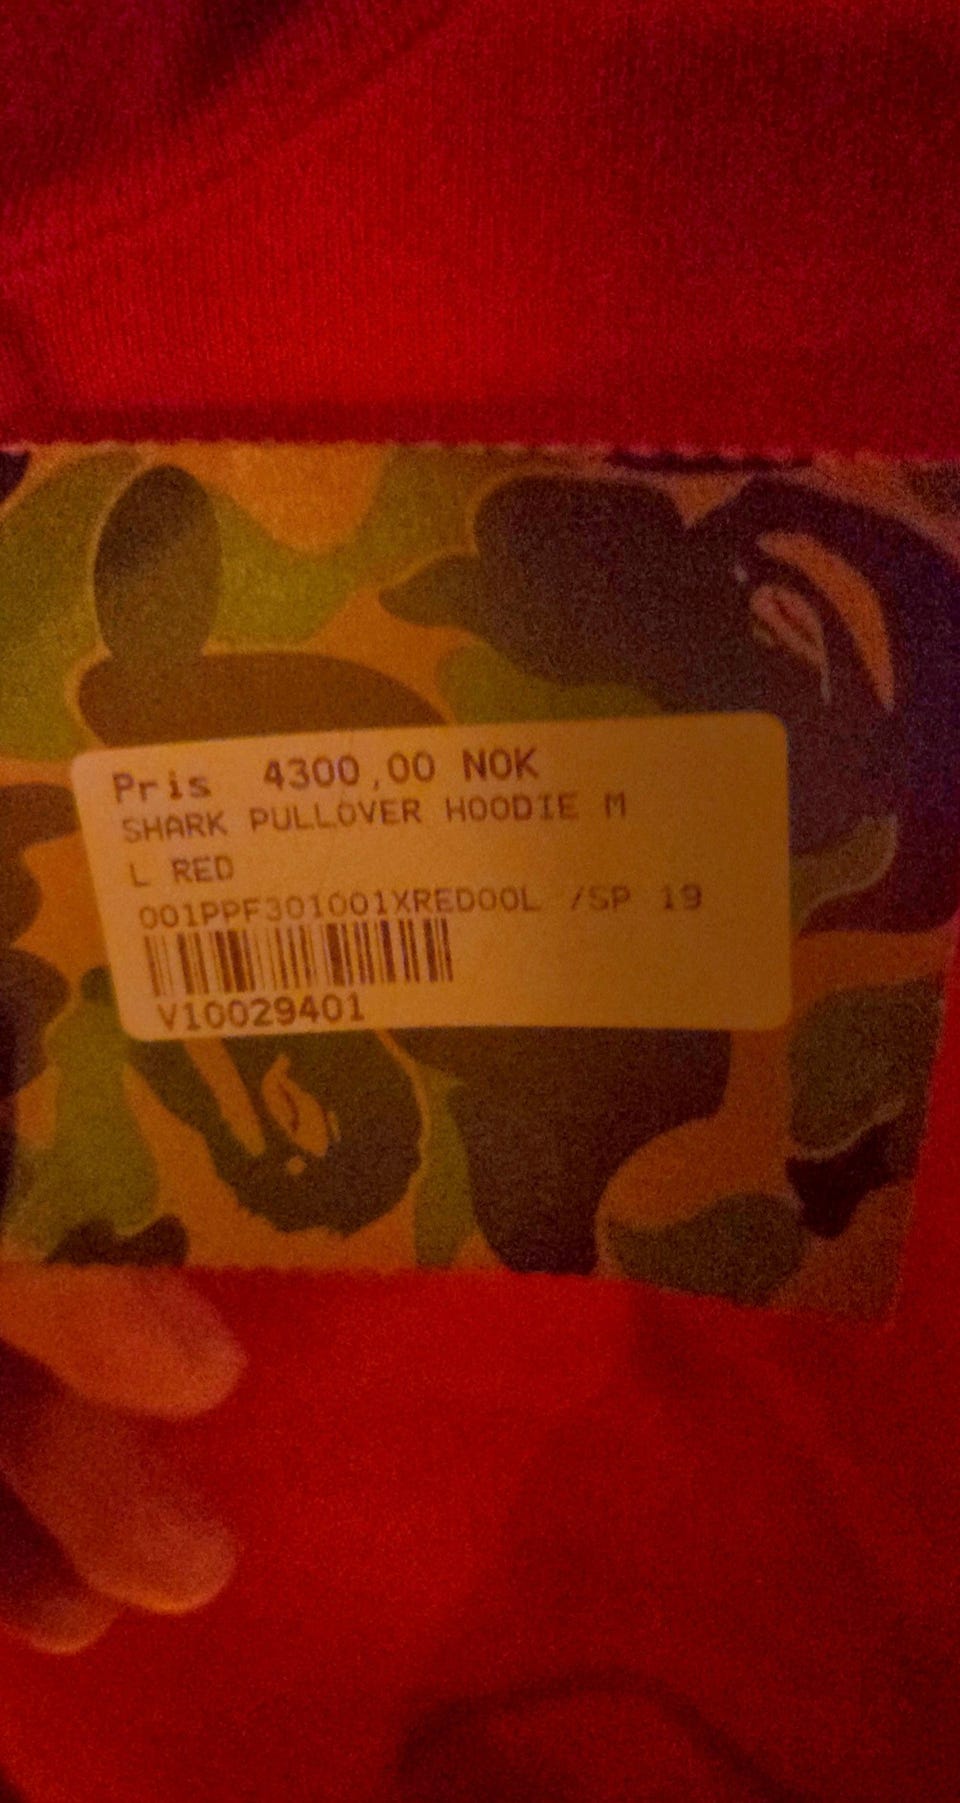 Pris 4300,00 NOK
SHARK PULLOVER HOODIE M
L RED
001PPF301001XRED00L /SP 19
V10029401